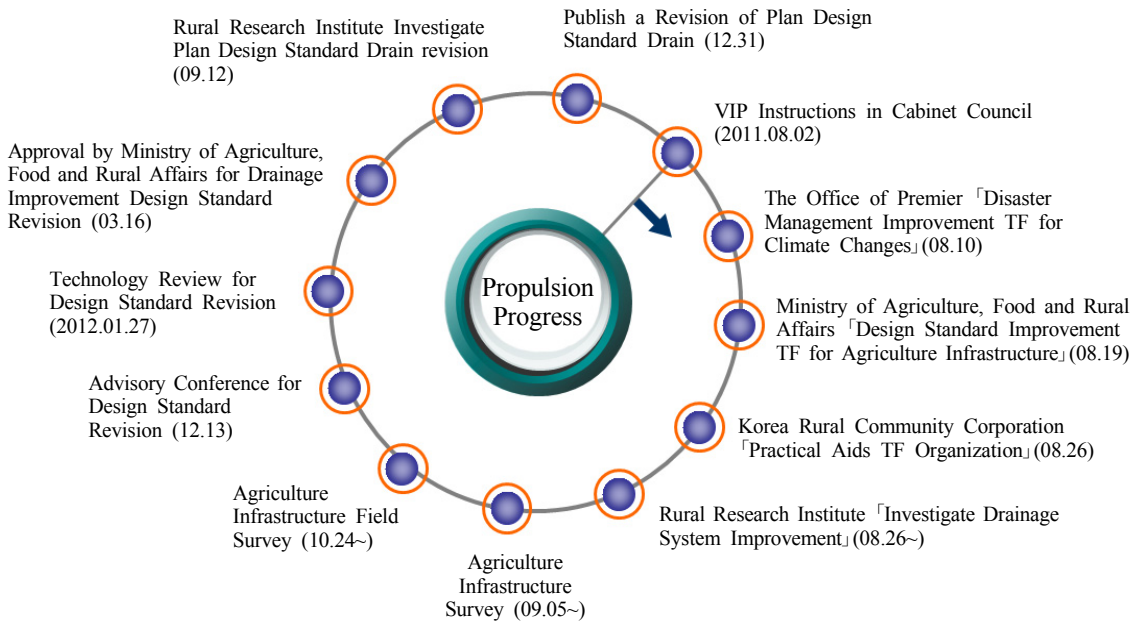 Publish a Revision of Plan Design
Standard Drain (12.31)
Rural Research Institute Investigate
Plan Design Standard Drain revision
(09.12)
VIP Instructions in Cabinet Council
(2011.08.02)
Approval by Ministry of Agriculture,
Food and Rural Affairs for Drainage
Improvement Design Standard
Revision (03.16)
The Office of Premier 「Disaster
Management Improvement TF for
Climate Changes」(08.10)
Technology Review for
Design Standard Revision
(2012.01.27)
Propulsion
Progress
Ministry of Agriculture, Food and Rural
Affairs 「Design Standard Improvement
TF for Agriculture Infrastructure」(08.19)
Advisory Conference for
Design Standard
Revision (12.13)
Korea Rural Community Corporation
「Practical Aids TF Organization」(08.26)
Agriculture
Infrastructure Field
Survey (10.24~)
Rural Research Institute 「Investigate Drainage
System Improvement」(08.26~)
Agriculture
Infrastructure
Survey (09.05~)